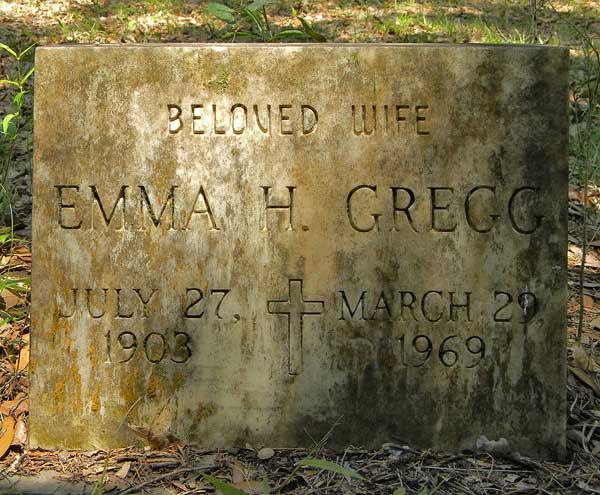 BELOVED WIFE
EMMA H. GREGG
JULY 27, MARCH 29,
1903 1969